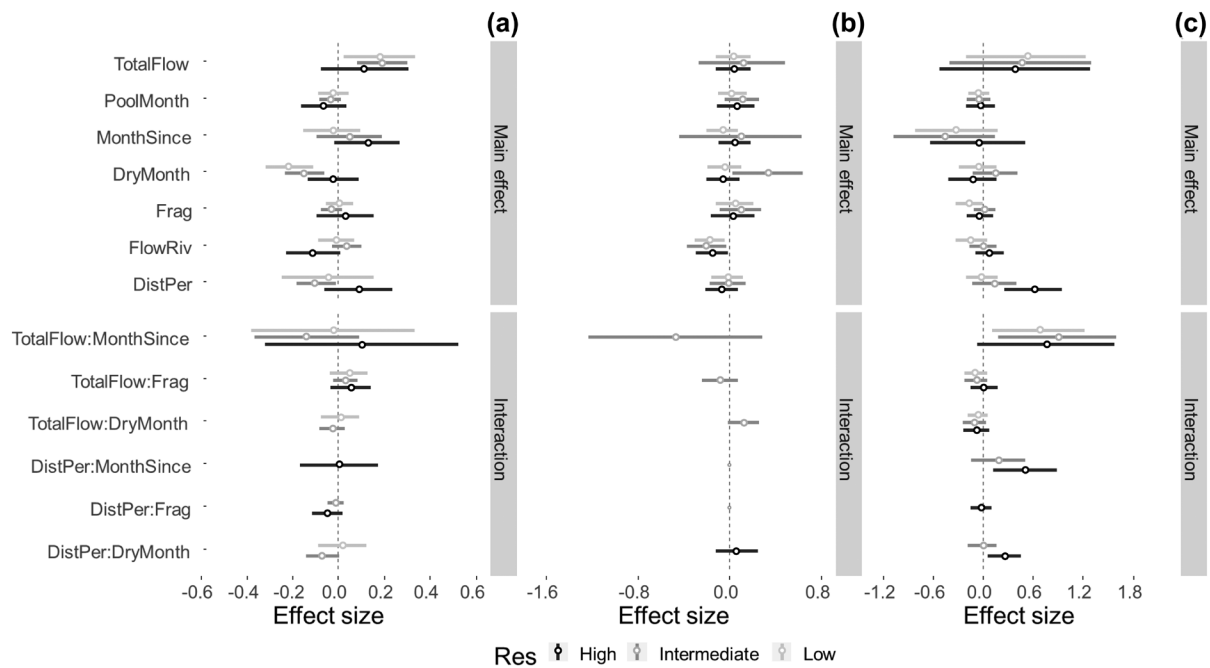 (a) (b) (c)
TotalFlow
PoolMonth
MonthSince
DryMonth
Frag
FlowRiv
DistPer
Main effect Main effect Main effect
TotalFlow:MonthSince
TotalFlow:Frag
TotalFlow:DryMonth
DistPer:MonthSince
DistPer:Frag
DistPer:DryMonth
Interaction Interaction Interaction
-0.6 -0.4 -0.2 0.0 0.2 0.4 0.6 -1.6 -0.8 0.0 0.8 -1.2 -0.6 0.0 0.6 1.2 1.8
Effect size Effect size Effect size
Res High Intermediate Low